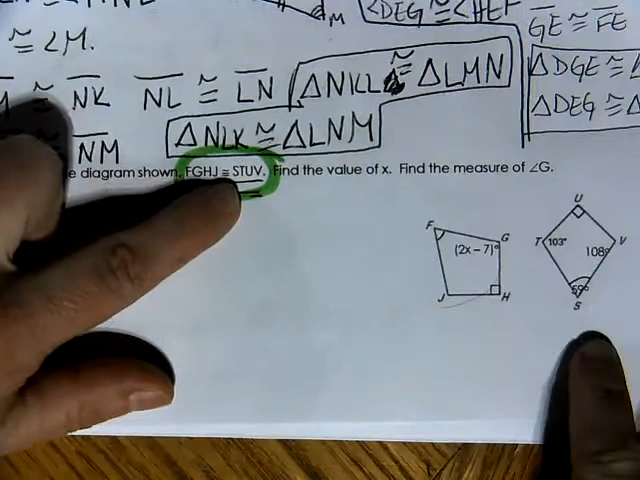 ∠DEG ≅ ∠HEF
≅ ∠M.
M
GE ≅ FE
≅ NK NL ≅ LN ΔNKL ≅ ΔLMN
ΔDGE ≅
ΔNLK ≅ ΔLNM
ΔDEG ≅
NM
diagram shown, FGHJ ≅ STUV. Find the value of x. Find the measure of ∠G.
F
G
(2x – 7)°
J
H
U
T
103°
108°
V
59°
S